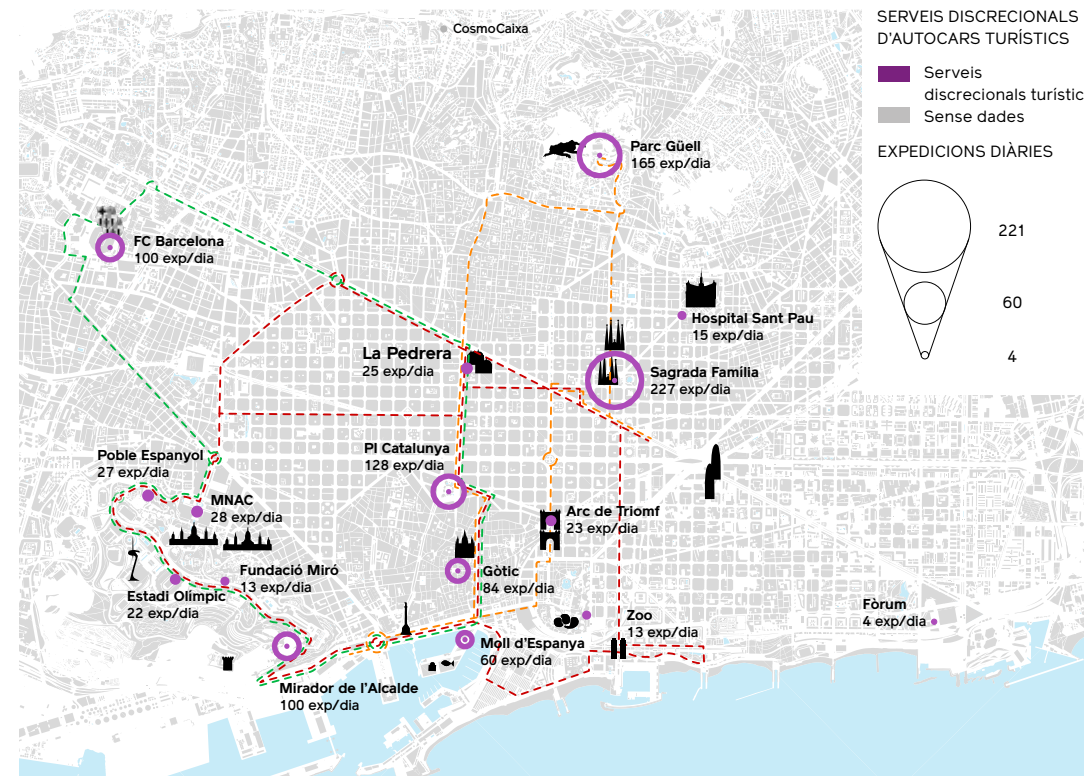 SERVEIS DISCRECIONALS
D'AUTOCARS TURÍSTICS
Serveis
discrecionals turístic
Sense dades
EXPEDICIONS DIÀRIES
221
60
4
CosmoCaixa
Parc Güell
165 exp/dia
FC Barcelona
100 exp/dia
Hospital Sant Pau
15 exp/dia
La Pedrera
25 exp/dia
Sagrada Familia
227 exp/dia
Pl Catalunya
128 exp/dia
Poble Espanyol
27 exp/dia
MNAC
28 exp/dia
Arc de Triomf
23 exp/dia
Fundació Miró
13 exp/dia
Gòtic
84 exp/dia
Estadi Olímpic
22 exp/dia
Fòrum
4 exp/dia
Zoo
13 exp/dia
Moll d'Espanya
60 exp/dia
Mirador de l'Alcalde
100 exp/dia